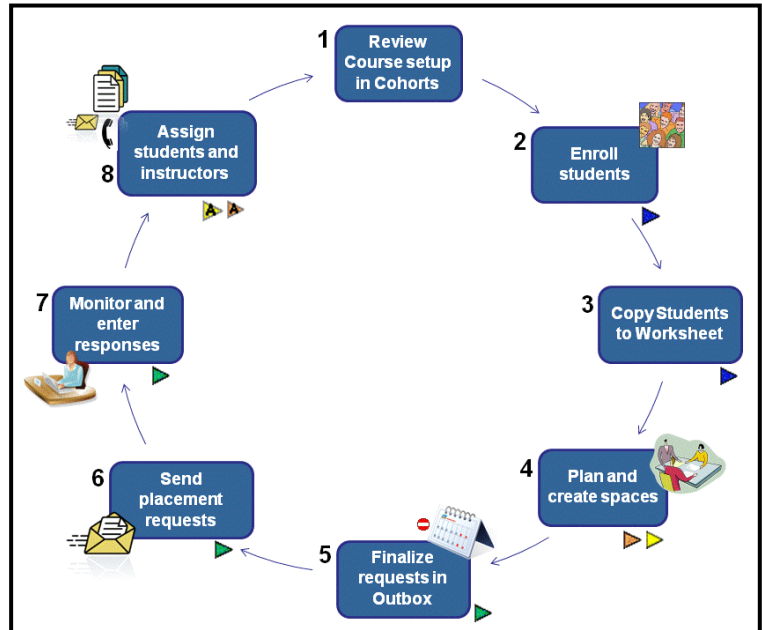 1
Review
Course setup
in Cohorts
2
Enroll
students
3
Copy Students
to Worksheet
4
Plan and
create spaces
5
Finalize
requests in
Outbox
6
Send
placement
requests
7
Monitor and
enter
responses
8
Assign
students and
instructors
A A